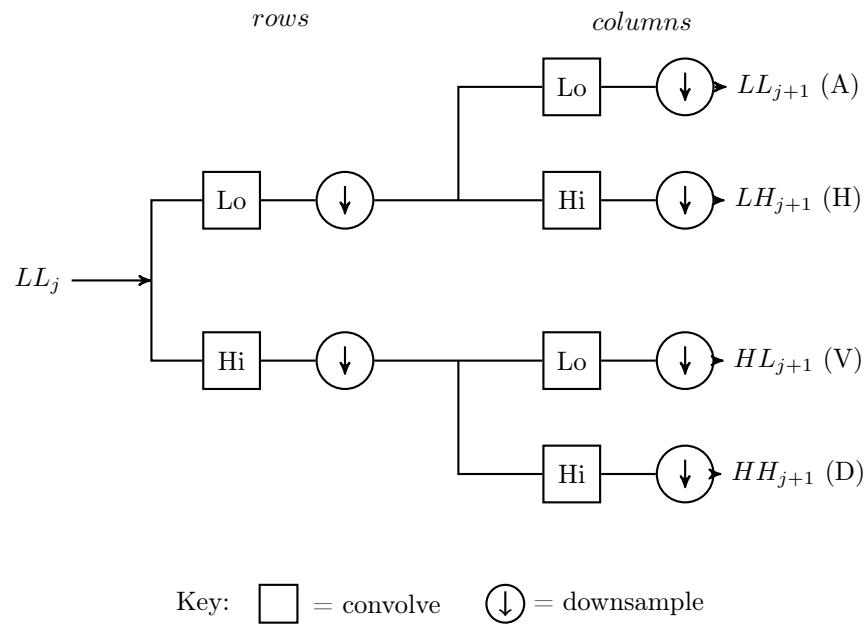 rows columns
Lo LL_{j+1} (A)
Lo Hi LH_{j+1} (H)
LL_j
Hi Lo HL_{j+1} (V)
Hi HH_{j+1} (D)
Key: = convolve = downsample